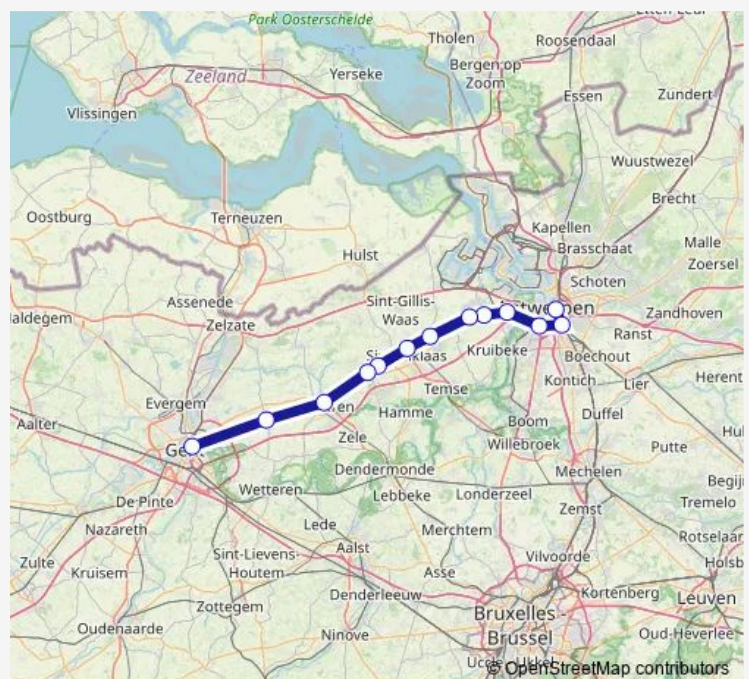 Park Oosterschelde
Tholen
Roosendaal
Bergen op
Zoom
Zeeland
Yerseke
Essen
Zundert
Vlissingen
Wuustwezel
Brecht
Oostburg
Terneuzen
Kapellen
Brasschaat
Malle
Zoersel
Hulst
Schoten
Assenede
Sint-Gillis-
Waas
Zandhoven
Zelzate
Ranst
Kruibeke
Boechout
Kontich
Lier
Herent
Evergem
Temse
Aalter
Hamme
Boom
Duffel
Zele
Willebroek
Putte
Dendermonde
Mechelen
Wetteren
Lebbeke
Londerzeel
De Pinte
Zemst
Tremelo
Nazareth
Lede
Merchtem
Aalst
Zulte
Kruisem
Sint-Lievens-
Houtem
Asse
Vilvoorde
Denderleeuw
Kortenberg
Leuven
Zottegem
Bruxelles -
Brussel
Oudenaarde
Ninove
Oud-Heverlee
© OpenStreetMap contributors